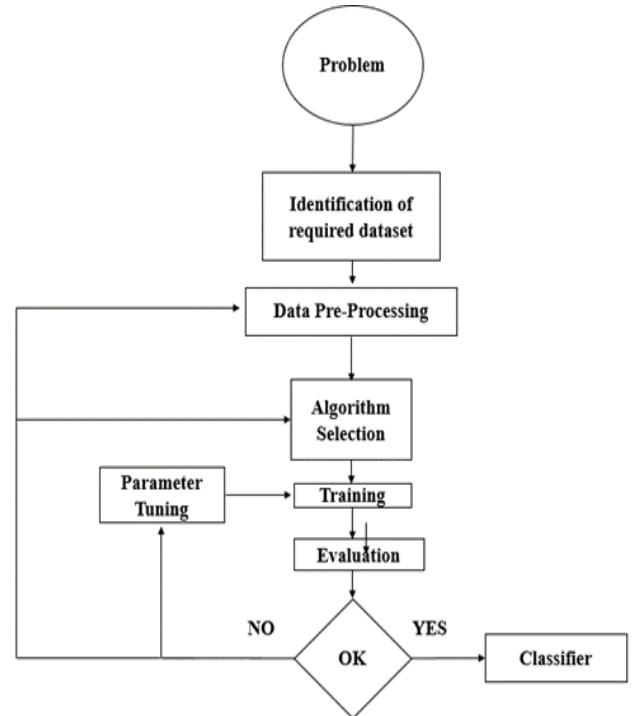 Problem
Identification of
required dataset
Data Pre-Processing
Algorithm
Selection
Parameter
Tuning
Training
Evaluation
NO
YES
OK
Classifier